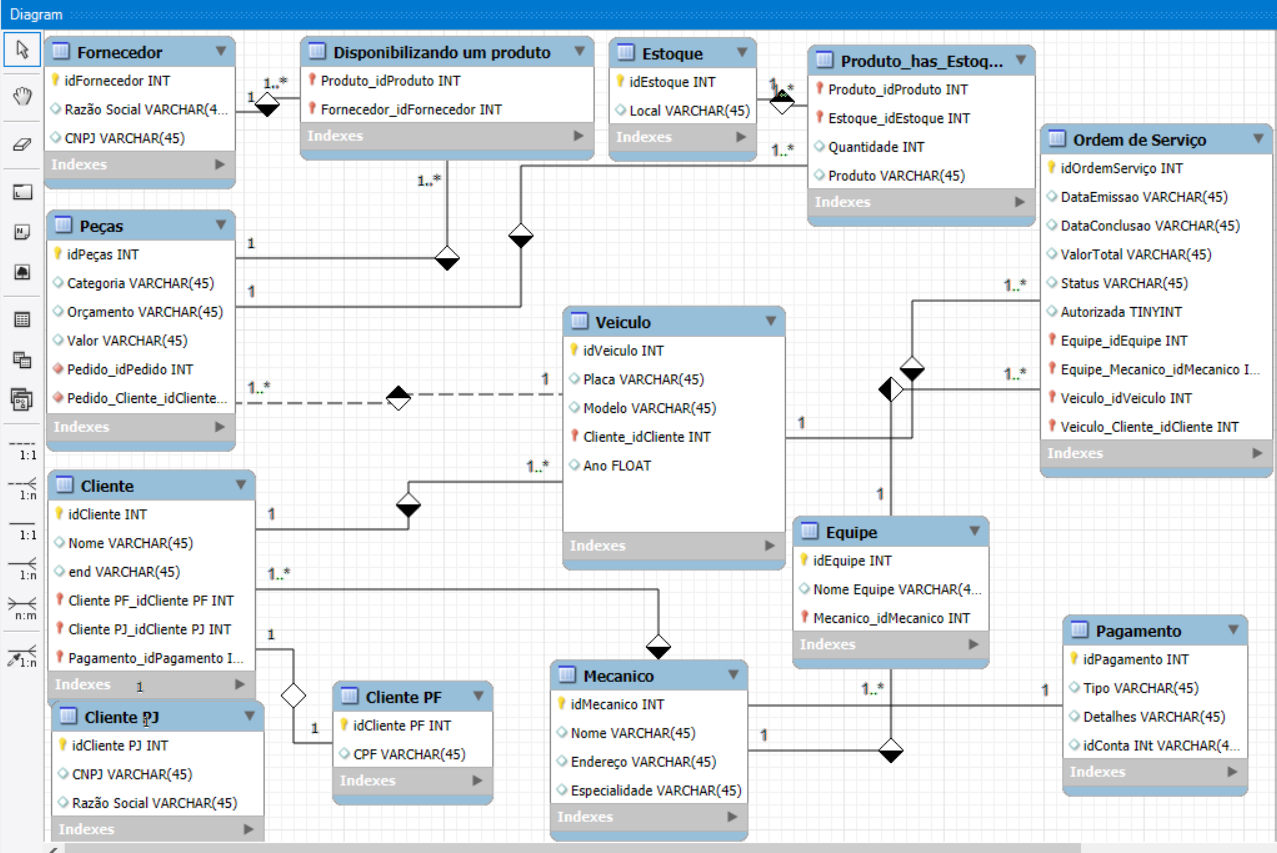 Diagram
Fornecedor
idFornecedor INT
Razão Social VARCHAR(4...
CNPJ VARCHAR(45)
Indexes
1
1..*
Disponibilizando um produto
Produto_idProduto INT
Fornecedor_idFornecedor INT
Indexes
1..*
Estoque
idEstoque INT
Local VARCHAR(45)
Indexes
1..*
Produto_has_Estoq...
Produto_idProduto INT
Estoque_idEstoque INT
Quantidade INT
Produto VARCHAR(45)
Indexes
Ordem de Serviço
idOrdemServiço INT
DataEmissao VARCHAR(45)
DataConclusao VARCHAR(45)
ValorTotal VARCHAR(45)
Status VARCHAR(45)
Autorizada TINYINT
Equipe_idEquipe INT
Equipe_Mecanico_idMecanico I...
Veiculo_idVeiculo INT
Veiculo_Cliente_idCliente INT
Indexes
1..*
1..*
Peças
idPeças INT
Categoria VARCHAR(45)
Orçamento VARCHAR(45)
Valor VARCHAR(45)
Pedido_idPedido INT
Pedido_Cliente_idCliente...
Indexes
1
1
1..*
1
Veiculo
idVeiculo INT
Placa VARCHAR(45)
Modelo VARCHAR(45)
Cliente_idCliente INT
Ano FLOAT
Indexes
1
1..*
Cliente
idCliente INT
Nome VARCHAR(45)
end VARCHAR(45)
Cliente PF_idCliente PF INT
Cliente PJ_idCliente PJ INT
Pagamento_idPagamento I...
Indexes
1
1
1..*
1
Cliente PJ
idCliente PJ INT
CNPJ VARCHAR(45)
Razão Social VARCHAR(45)
Indexes
1
Cliente PF
idCliente PF INT
CPF VARCHAR(45)
Indexes
Mecanico
idMecanico INT
Nome VARCHAR(45)
Endereço VARCHAR(45)
Especialidade VARCHAR(45)
Indexes
1
1
Equipe
idEquipe INT
Nome Equipe VARCHAR(4...
Mecanico_idMecanico INT
Indexes
1..*
1
Pagamento
idPagamento INT
Tipo VARCHAR(45)
Detalhes VARCHAR(45)
idConta INt VARCHAR(4...
Indexes
1:1
1:n
1:1
1:n
n:m
1:n